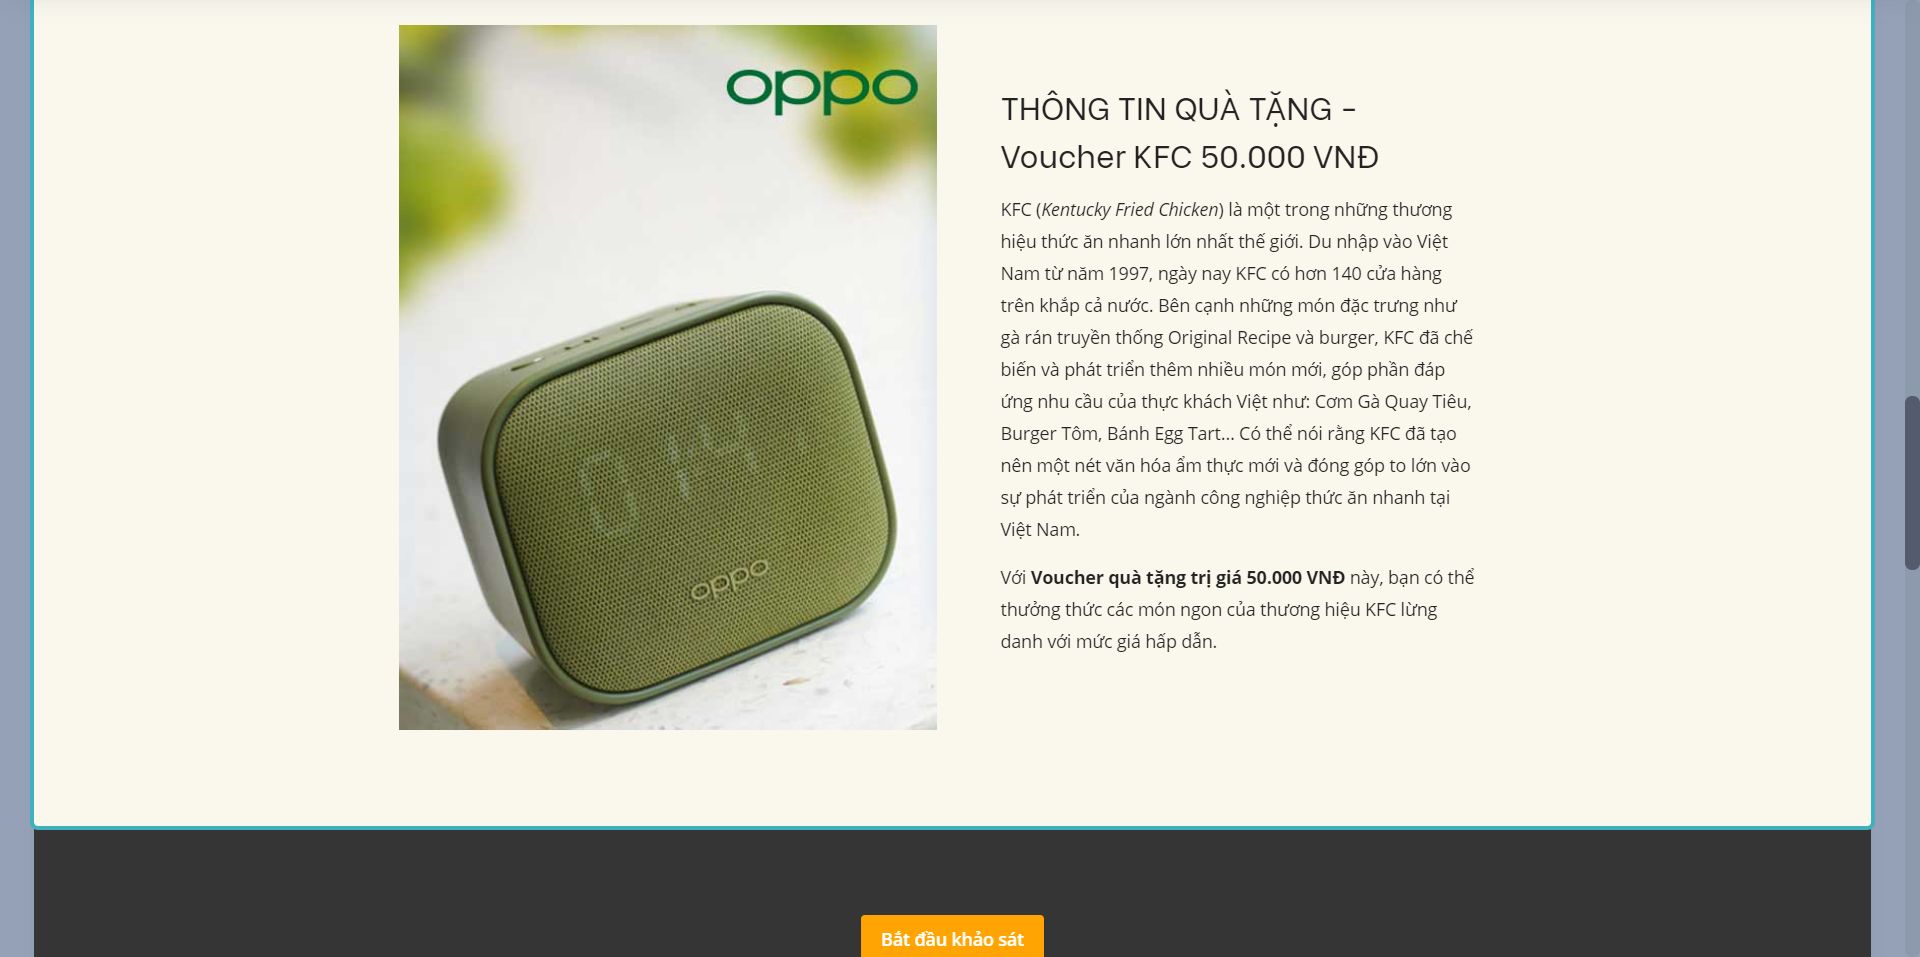 oppo
oppo
THÔNG TIN QUÀ TẶNG -
Voucher KFC 50.000 VNĐ
KFC (Kentucky Fried Chicken) là một trong những thương
hiệu thức ăn nhanh lớn nhất thế giới. Du nhập vào Việt
Nam từ năm 1997, ngày nay KFC có hơn 140 cửa hàng
trên khắp cả nước. Bên cạnh những món đặc trưng như
gà rán truyền thống Original Recipe và burger, KFC đã chế
biến và phát triển thêm nhiều món mới, góp phần đáp
ứng nhu cầu của thực khách Việt như: Cơm Gà Quay Tiêu,
Burger Tôm, Bánh Egg Tart... Có thể nói rằng KFC đã tạo
nên một nét văn hóa ẩm thực mới và đóng góp to lớn vào
sự phát triển của ngành công nghiệp thức ăn nhanh tại
Việt Nam.
Với Voucher quà tặng trị giá 50.000 VNĐ này, bạn có thể
thưởng thức các món ngon của thương hiệu KFC lừng
danh với mức giá hấp dẫn.
Bắt đầu khảo sát